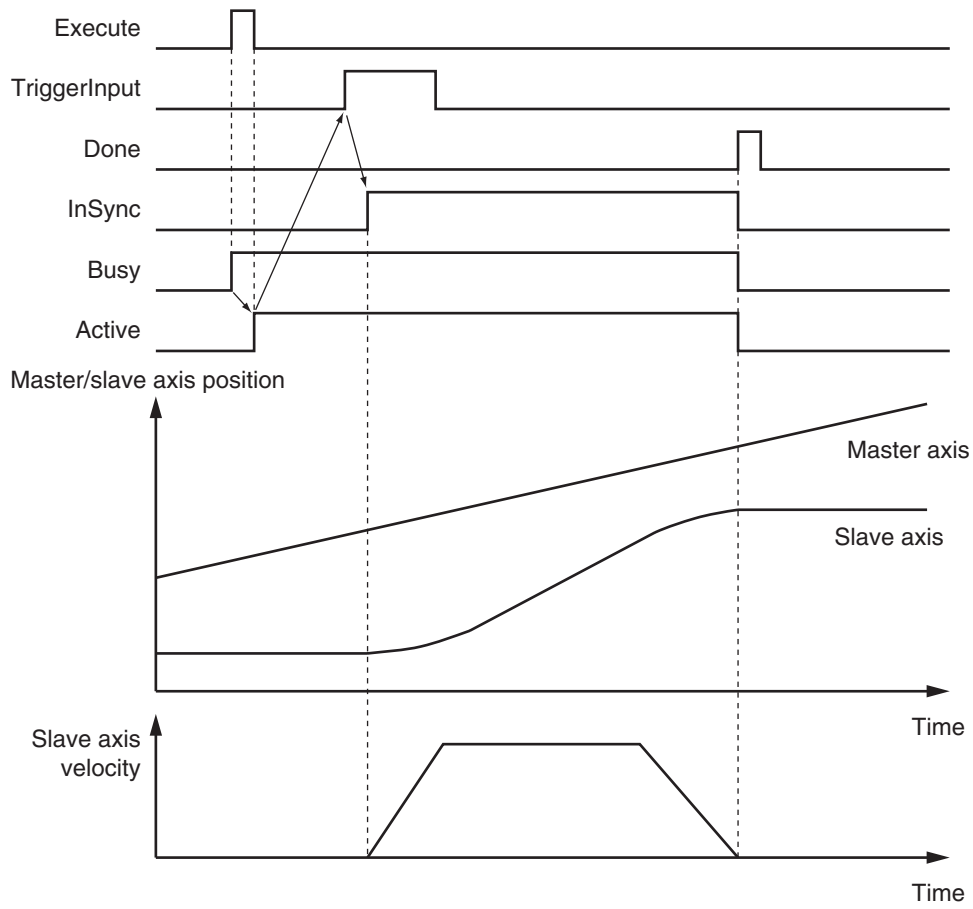 Execute
TriggerInput
Done
InSync
Busy
Active
Master/slave axis position
Master axis
Slave axis
Time
Slave axis
velocity
Time